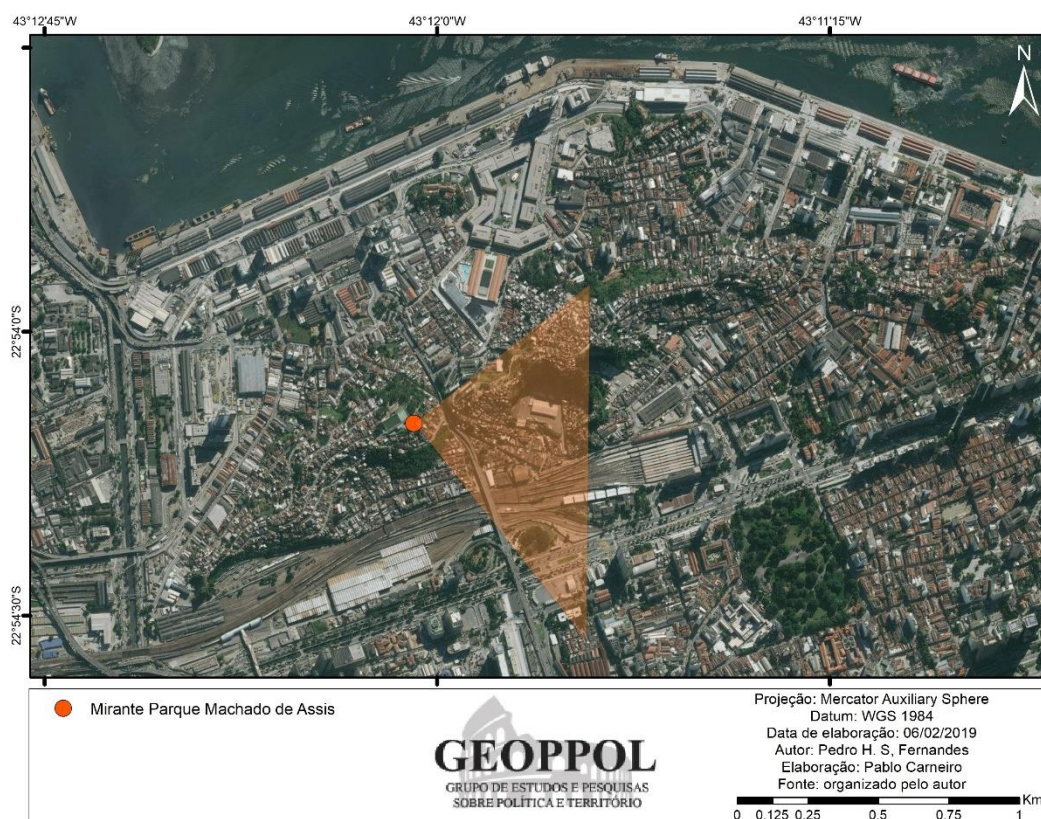 43°12'45"W
43°12'0"W
43°11'15"W
N
22°54'0"S
22°54'30"S
Mirante Parque Machado de Assis
GEOPPOL
GRUPO DE ESTUDOS E PESQUISAS
SOBRE POLÍTICA E TERRITÓRIO
Projeção: Mercator Auxiliary Sphere
Datum: WGS 1984
Data de elaboração: 06/02/2019
Autor: Pedro H. S, Fernandes
Elaboração: Pablo Carneiro
Fonte: organizado pelo autor
Km
0 0.125 0.25 0.5 0.75 1